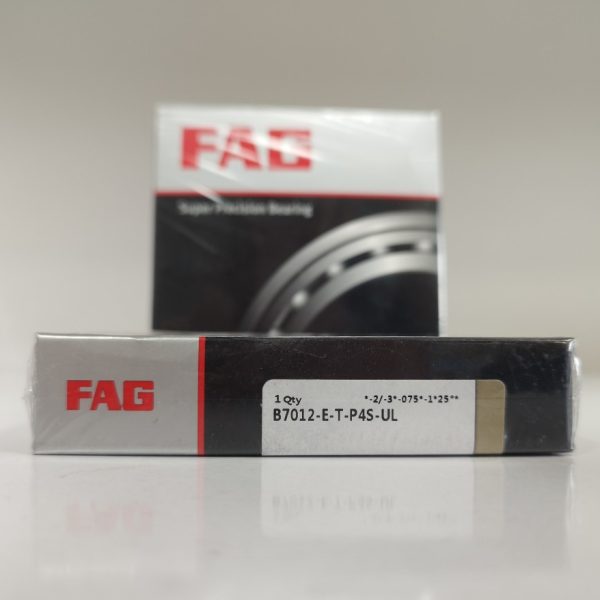 FAG
Super Precision Bearing
FAG
1 Qty *-2/-3*-075*-1*25°*
B7012-E-T-P4S-UL